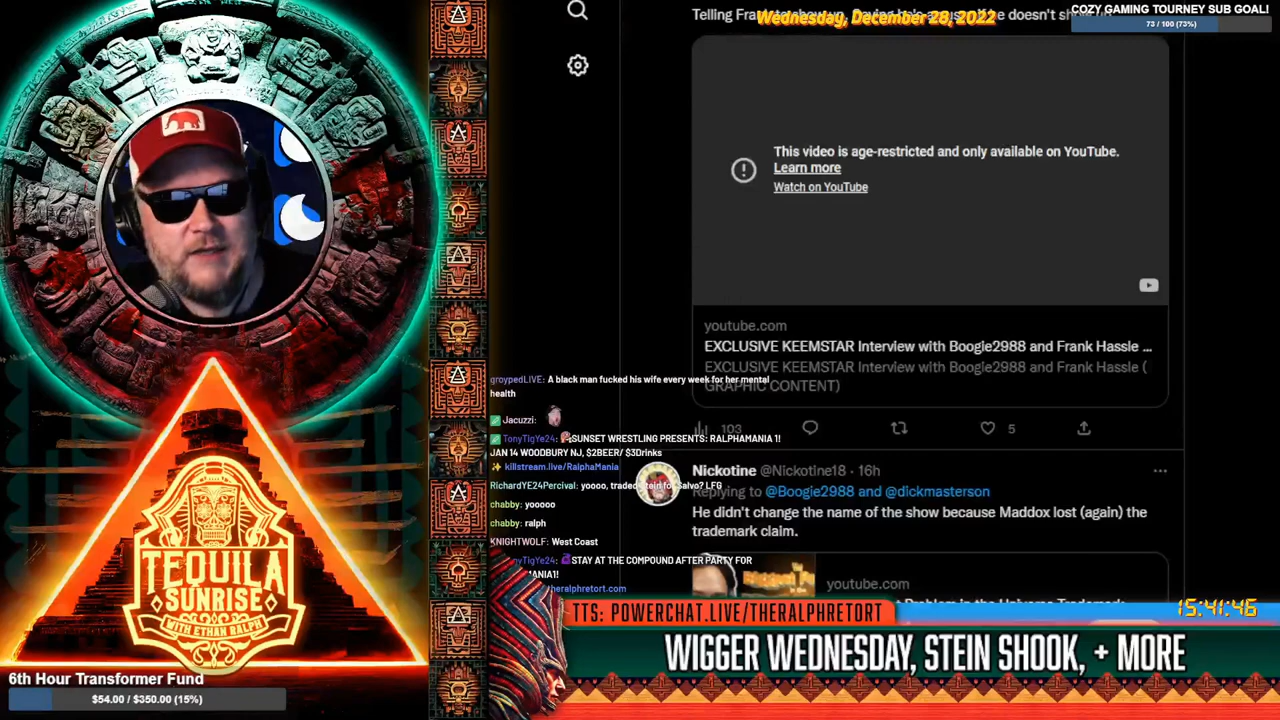 Wednesday, December 28, 2022
COZY GAMING TOURNEY SUB GOAL!
73 / 100 (73%)
This video is age-restricted and only available on YouTube.
Learn more
Watch on YouTube
youtube.com
EXCLUSIVE KEEMSTAR Interview with Boogie2988 and Frank Hassle ...
EXCLUSIVE KEEMSTAR Interview with Boogie2988 and Frank Hassle (
GRAPHIC CONTENT)
103
5
groypedLIVE: A black man fucked his wife every week for her mental
health
Jacuzzi:
TonyTigYe24: SUNSET WRESTLING PRESENTS: RALPHAMANIA 1!
JAN 14 WOODBURY NJ, $2BEER/ $3Drinks
killstream.live/RalphaMania
RichardYE24Percival: yoooo, traded stein for Salvo? LFG
chabby: yooooo
chabby: ralph
KNIGHTWOLF: West Coast
STAY AT THE COMPOUND AFTER PARTY FOR
Nickotine @Nickotine18 · 16h
Replying to @Boogie2988 and @dickmasterson
He didn't change the name of the show because Maddox lost (again) the
trademark claim.
youtube.com
TEQUILA
SUNRISE
WITH ETHAN RALPH
6th Hour Transformer Fund
$54.00 / $350.00 (15%)
TTS: POWERCHAT.LIVE/THERALPHRETORT
15:41:46
WIGGER WEDNESDAY, STEIN SHOOK, + MORE